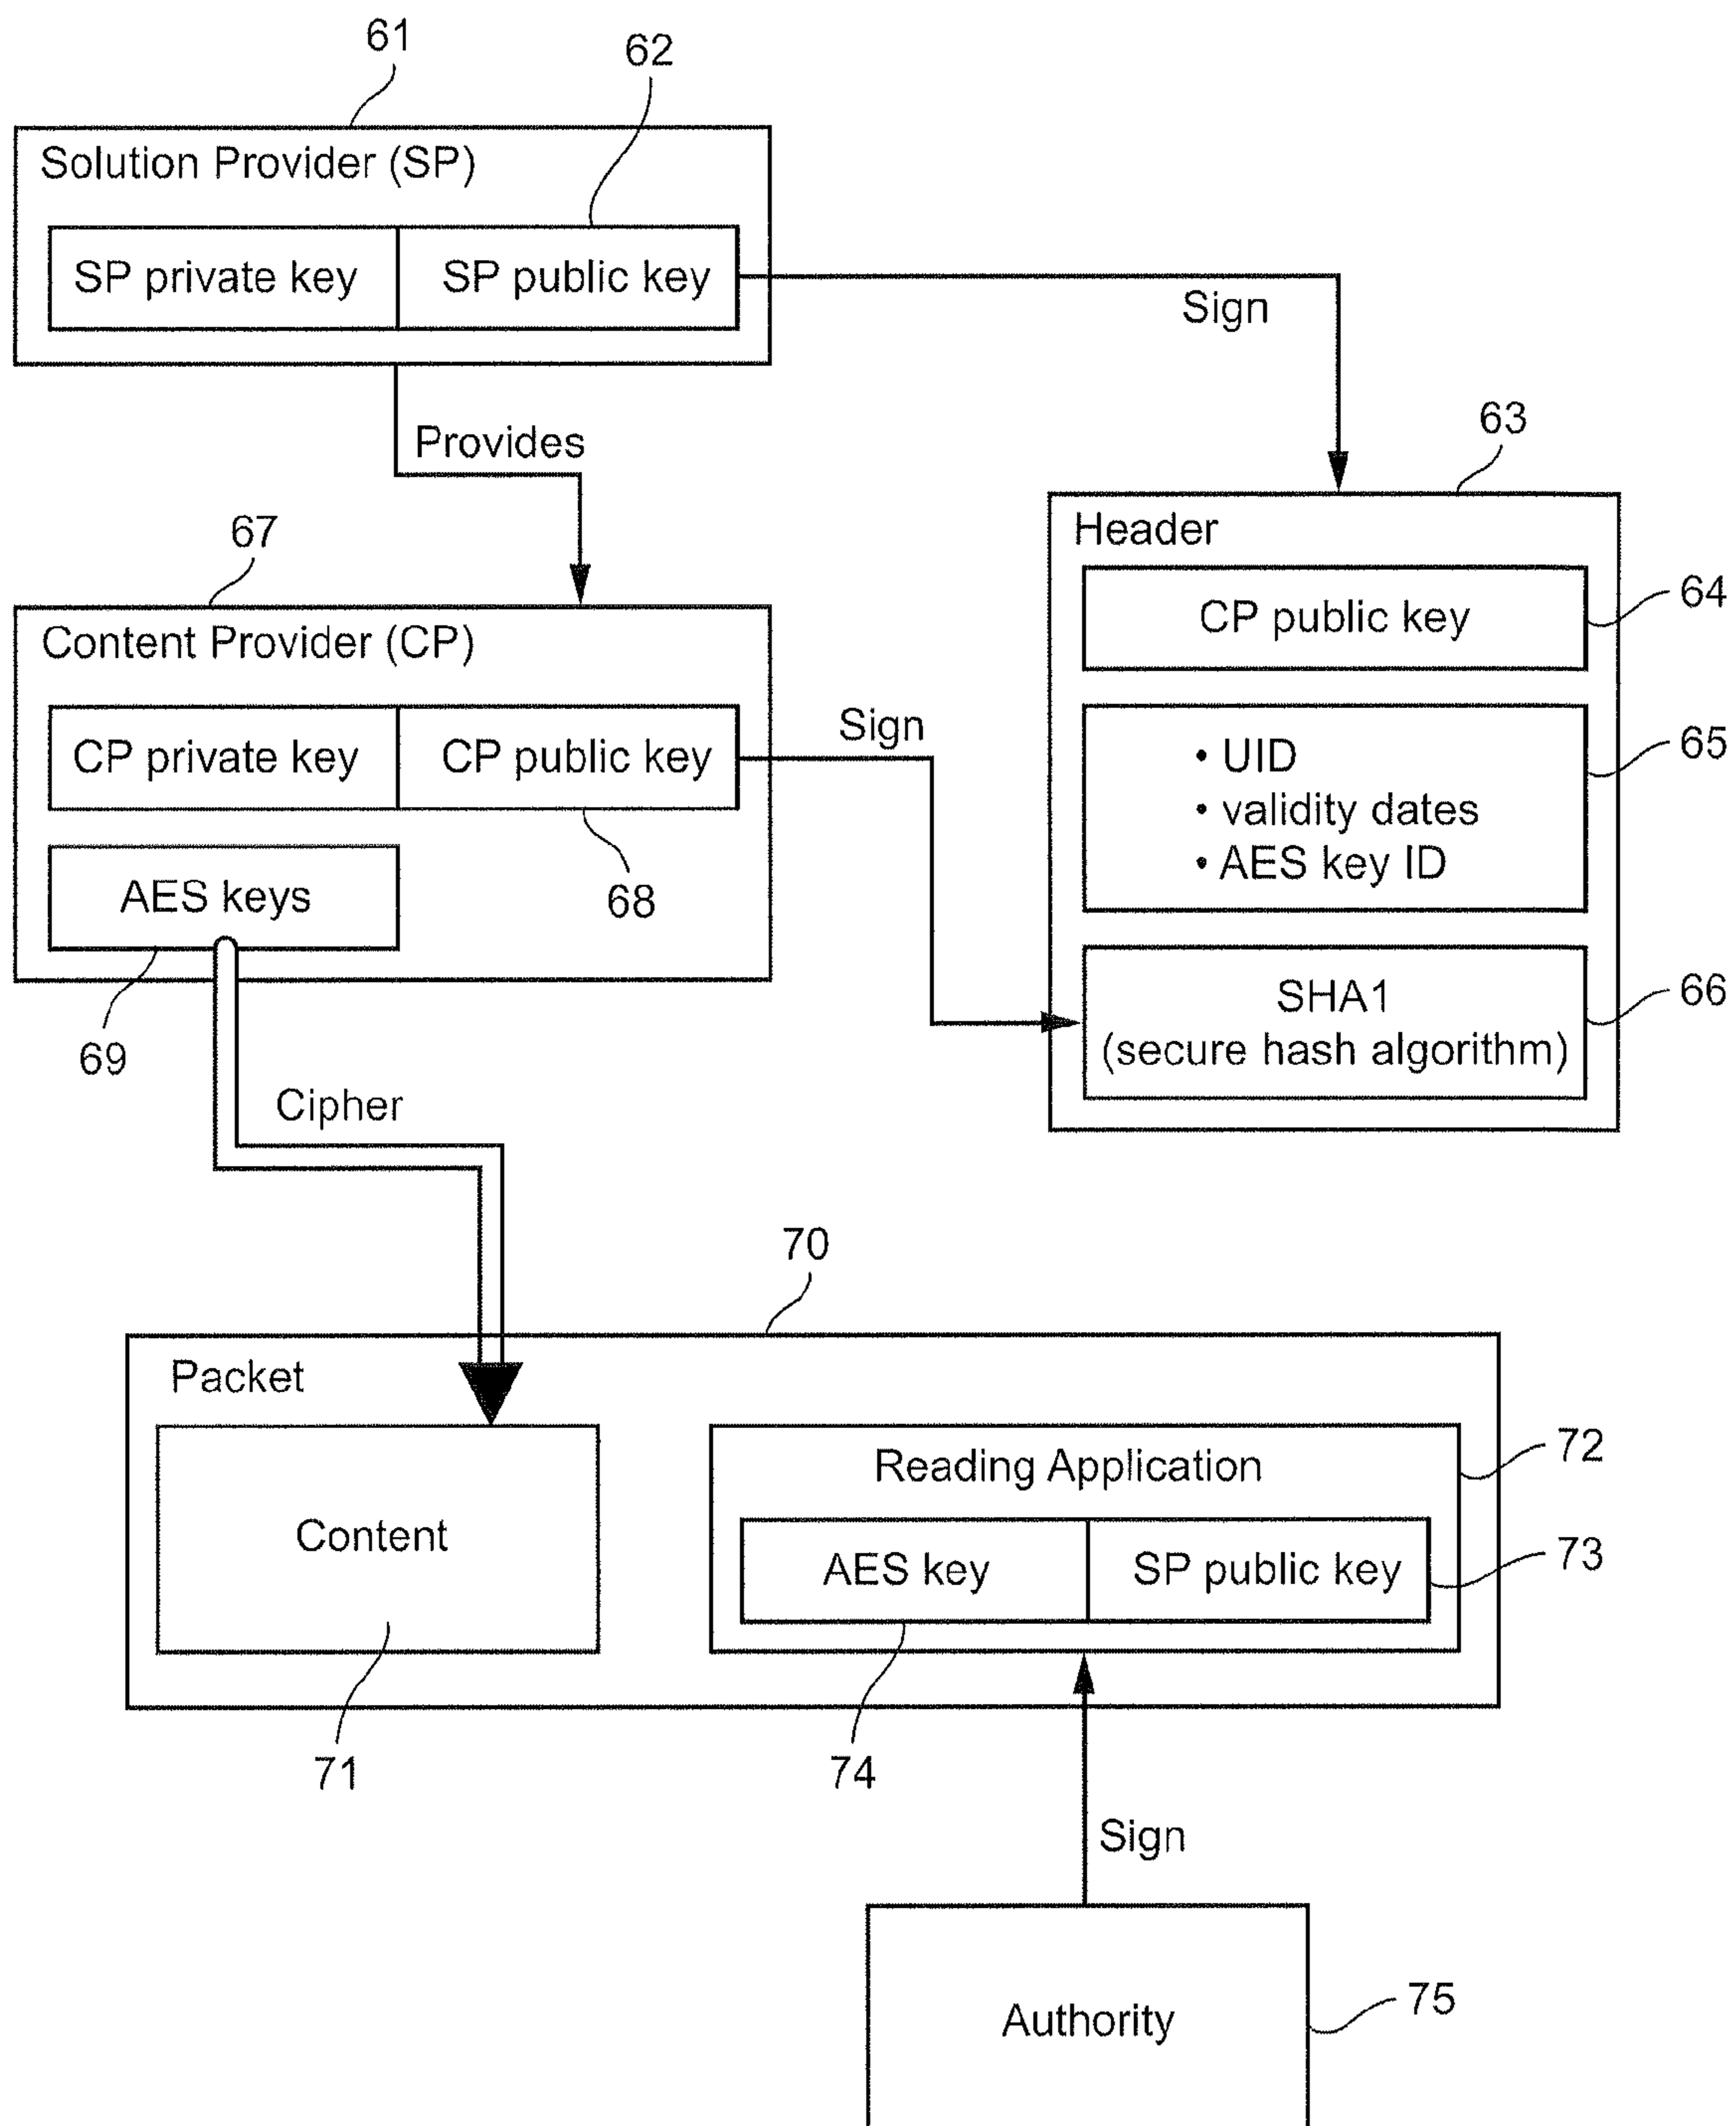 61
62
Solution Provider (SP)
SP private key
SP public key
Sign
Provides
63
Header
CP public key
64
• UID
• validity dates
• AES key ID
65
SHA1
(secure hash algorithm)
66
67
Content Provider (CP)
CP private key
CP public key
Sign
AES keys
68
69
Cipher
70
Packet
Content
71
Reading Application
72
AES key
SP public key
73
74
Sign
Authority
75